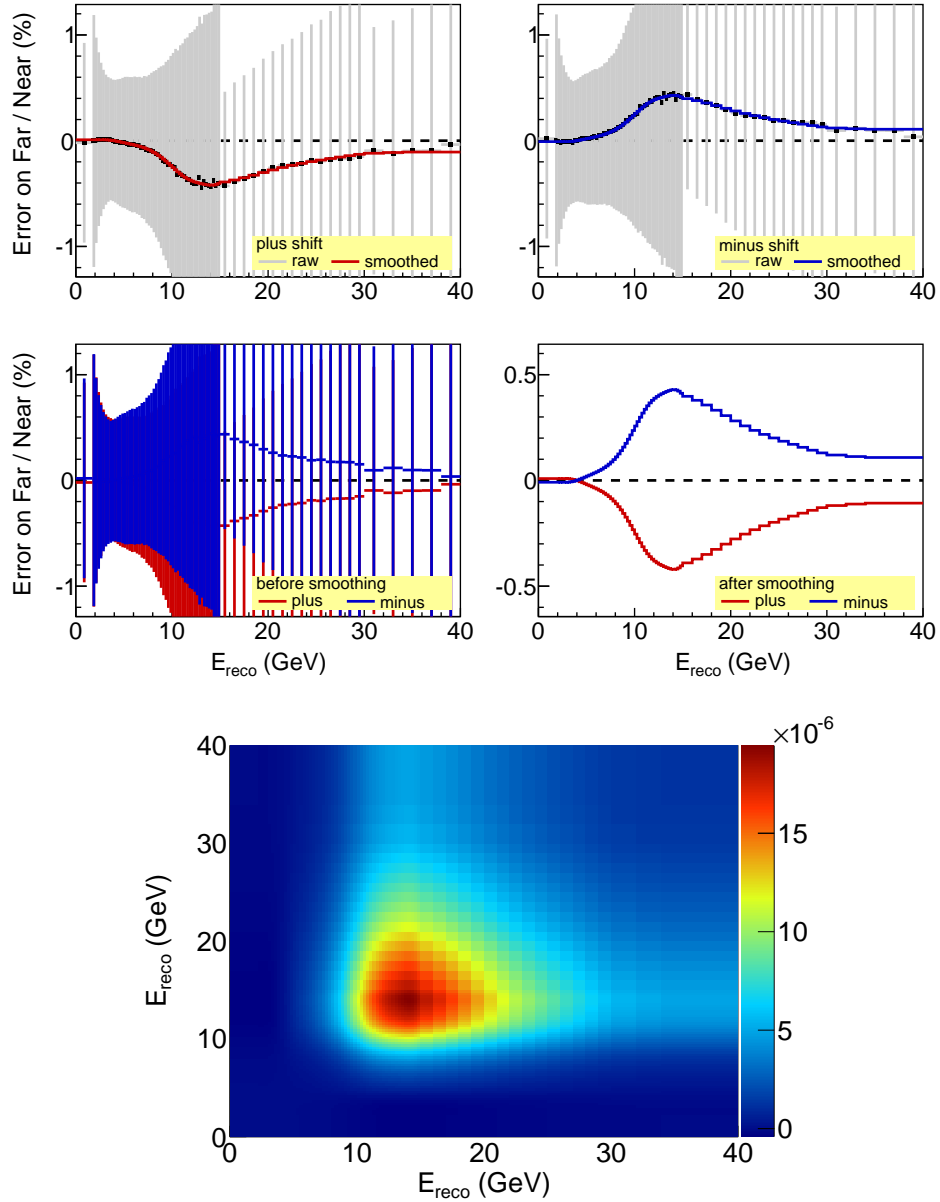 Error on Far / Near (%)
1
0
-1
plus shift
raw smoothed
0 10 20 30 40
1
0
-1
minus shift
raw smoothed
0 10 20 30 40
Error on Far / Near (%)
1
0
-1
before smoothing
plus minus
0 10 20 30 40
E_reco (GeV)
0.5
0
-0.5
after smoothing
plus minus
0 10 20 30 40
E_reco (GeV)
×10^-6
E_reco (GeV)
40
30
20
10
0
0 10 20 30 40
E_reco (GeV)
15
10
5
0